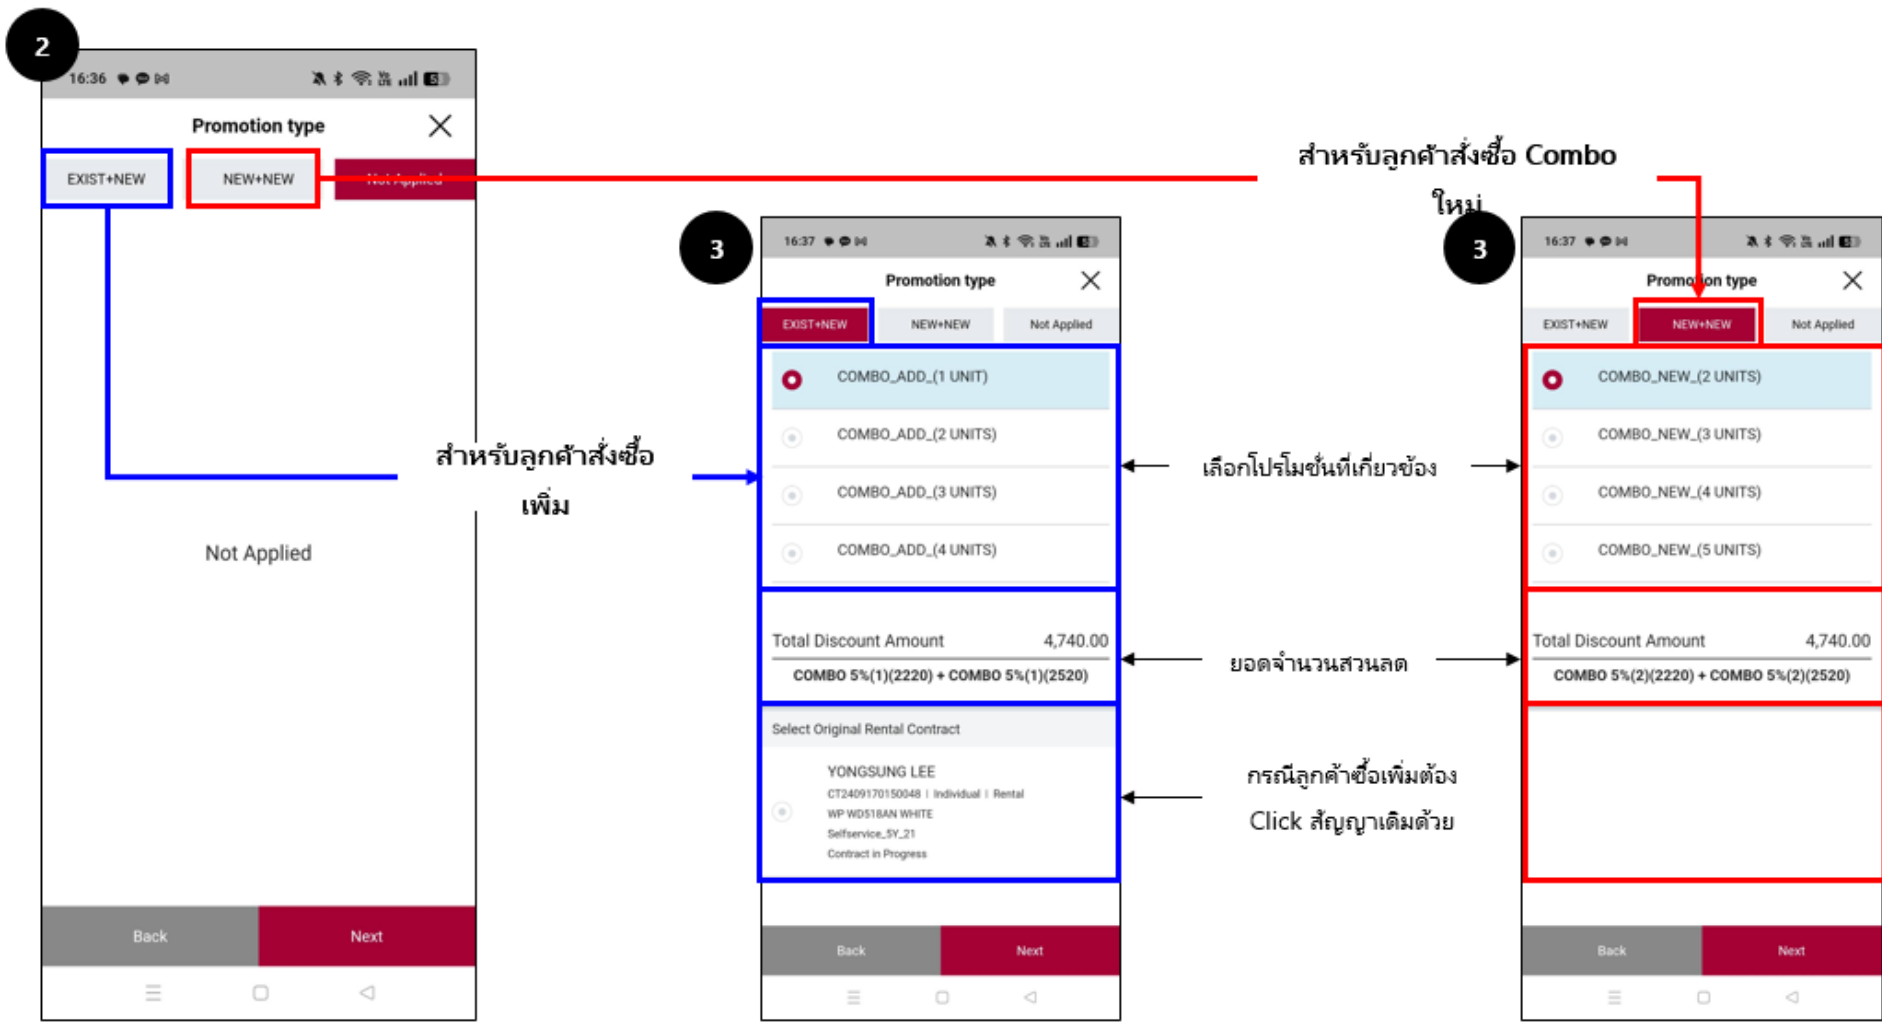 2
16:36
Promotion type
EXIST+NEW
NEW+NEW
Not Applied
Not Applied
Back
Next
สำหรับลูกค้าสั่งซื้อ
เพิ่ม
สำหรับลูกค้าสั่งซื้อ Combo
ใหม่
3
16:37
Promotion type
EXIST+NEW
NEW+NEW
Not Applied
COMBO_ADD_(1 UNIT)
COMBO_ADD_(2 UNITS)
COMBO_ADD_(3 UNITS)
COMBO_ADD_(4 UNITS)
Total Discount Amount 4,740.00
COMBO 5%(1)(2220) + COMBO 5%(1)(2520)
Select Original Rental Contract
YONGSUNG LEE
CT2409170150048 | Individual | Rental
WP WD518AN WHITE
Selfservice_5Y_21
Contract in Progress
Back
Next
เลือกโปรโมชั่นที่เกี่ยวข้อง
ยอดจำนวนสวนลด
กรณีลูกค้าซื้อเพิ่มต้อง
Click สัญญาเดิมด้วย
3
16:37
Promotion type
EXIST+NEW
NEW+NEW
Not Applied
COMBO_NEW_(2 UNITS)
COMBO_NEW_(3 UNITS)
COMBO_NEW_(4 UNITS)
COMBO_NEW_(5 UNITS)
Total Discount Amount 4,740.00
COMBO 5%(2)(2220) + COMBO 5%(2)(2520)
Back
Next